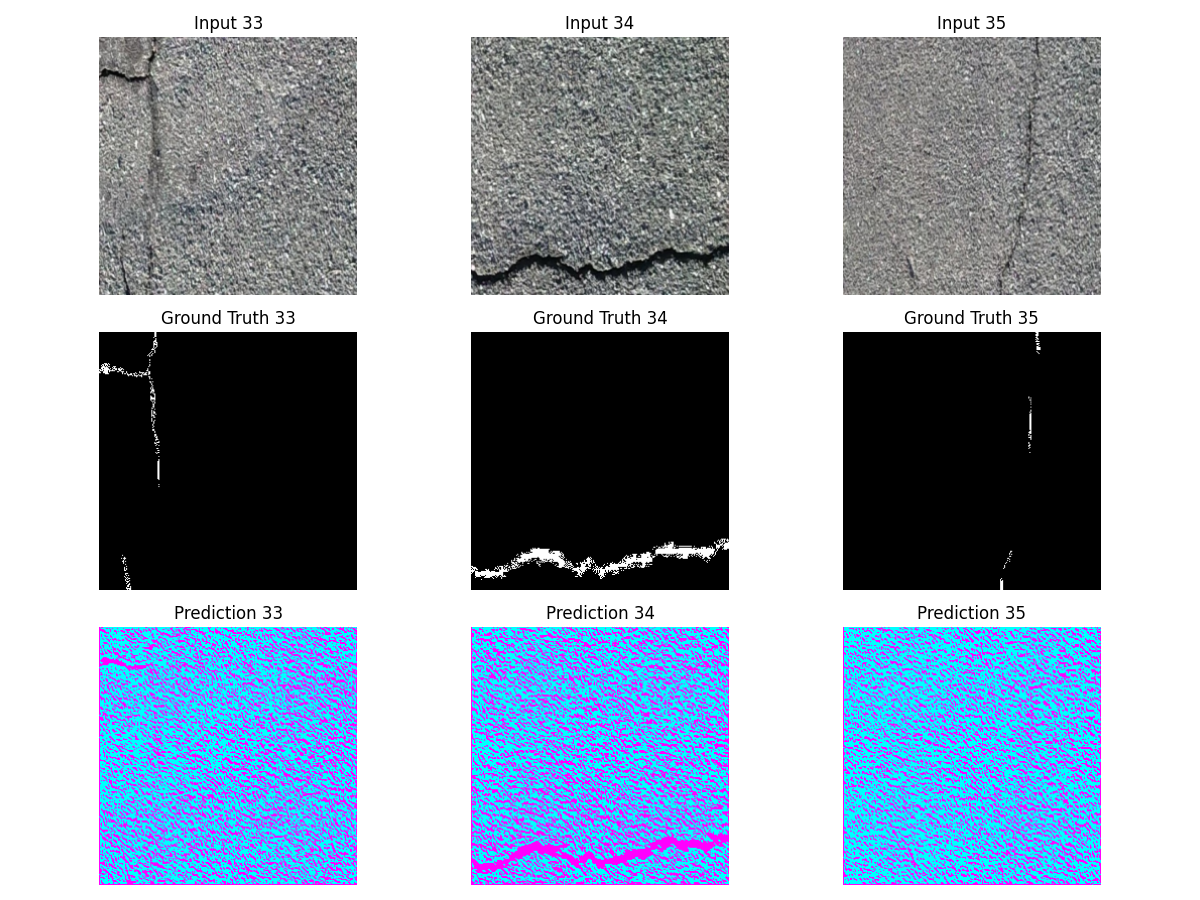 Input 33
Input 34
Input 35
Ground Truth 33
Ground Truth 34
Ground Truth 35
Prediction 33
Prediction 34
Prediction 35